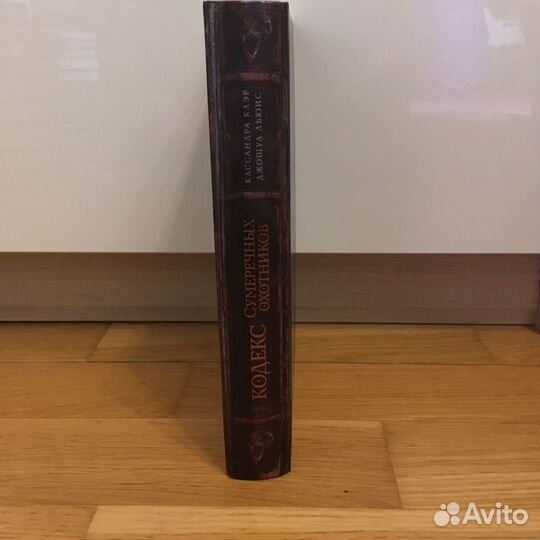 КАССАНДРА КЛЭР
ДЖОШУА ЛЬЮИС
КОДЕКС СУМЕРЕЧНЫХ
ОХОТНИКОВ
Avito